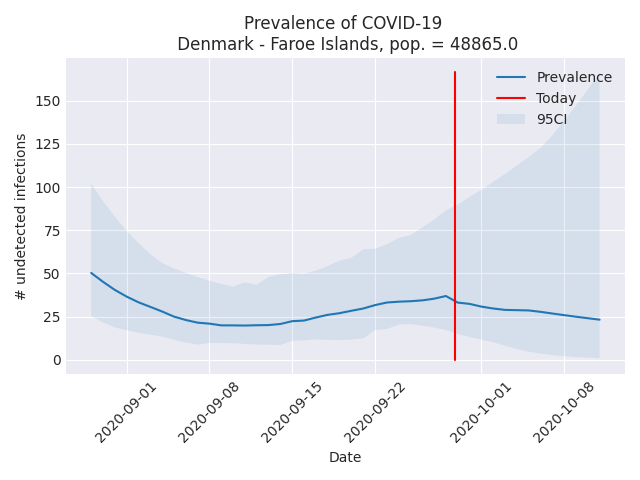 Prevalence of COVID-19
Denmark - Faroe Islands, pop. = 48865.0
Prevalence
Today
95CI
150
125
100
75
50
25
0
# undetected infections
2020-09-01
2020-09-08
2020-09-15
2020-09-22
2020-10-01
2020-10-08
Date